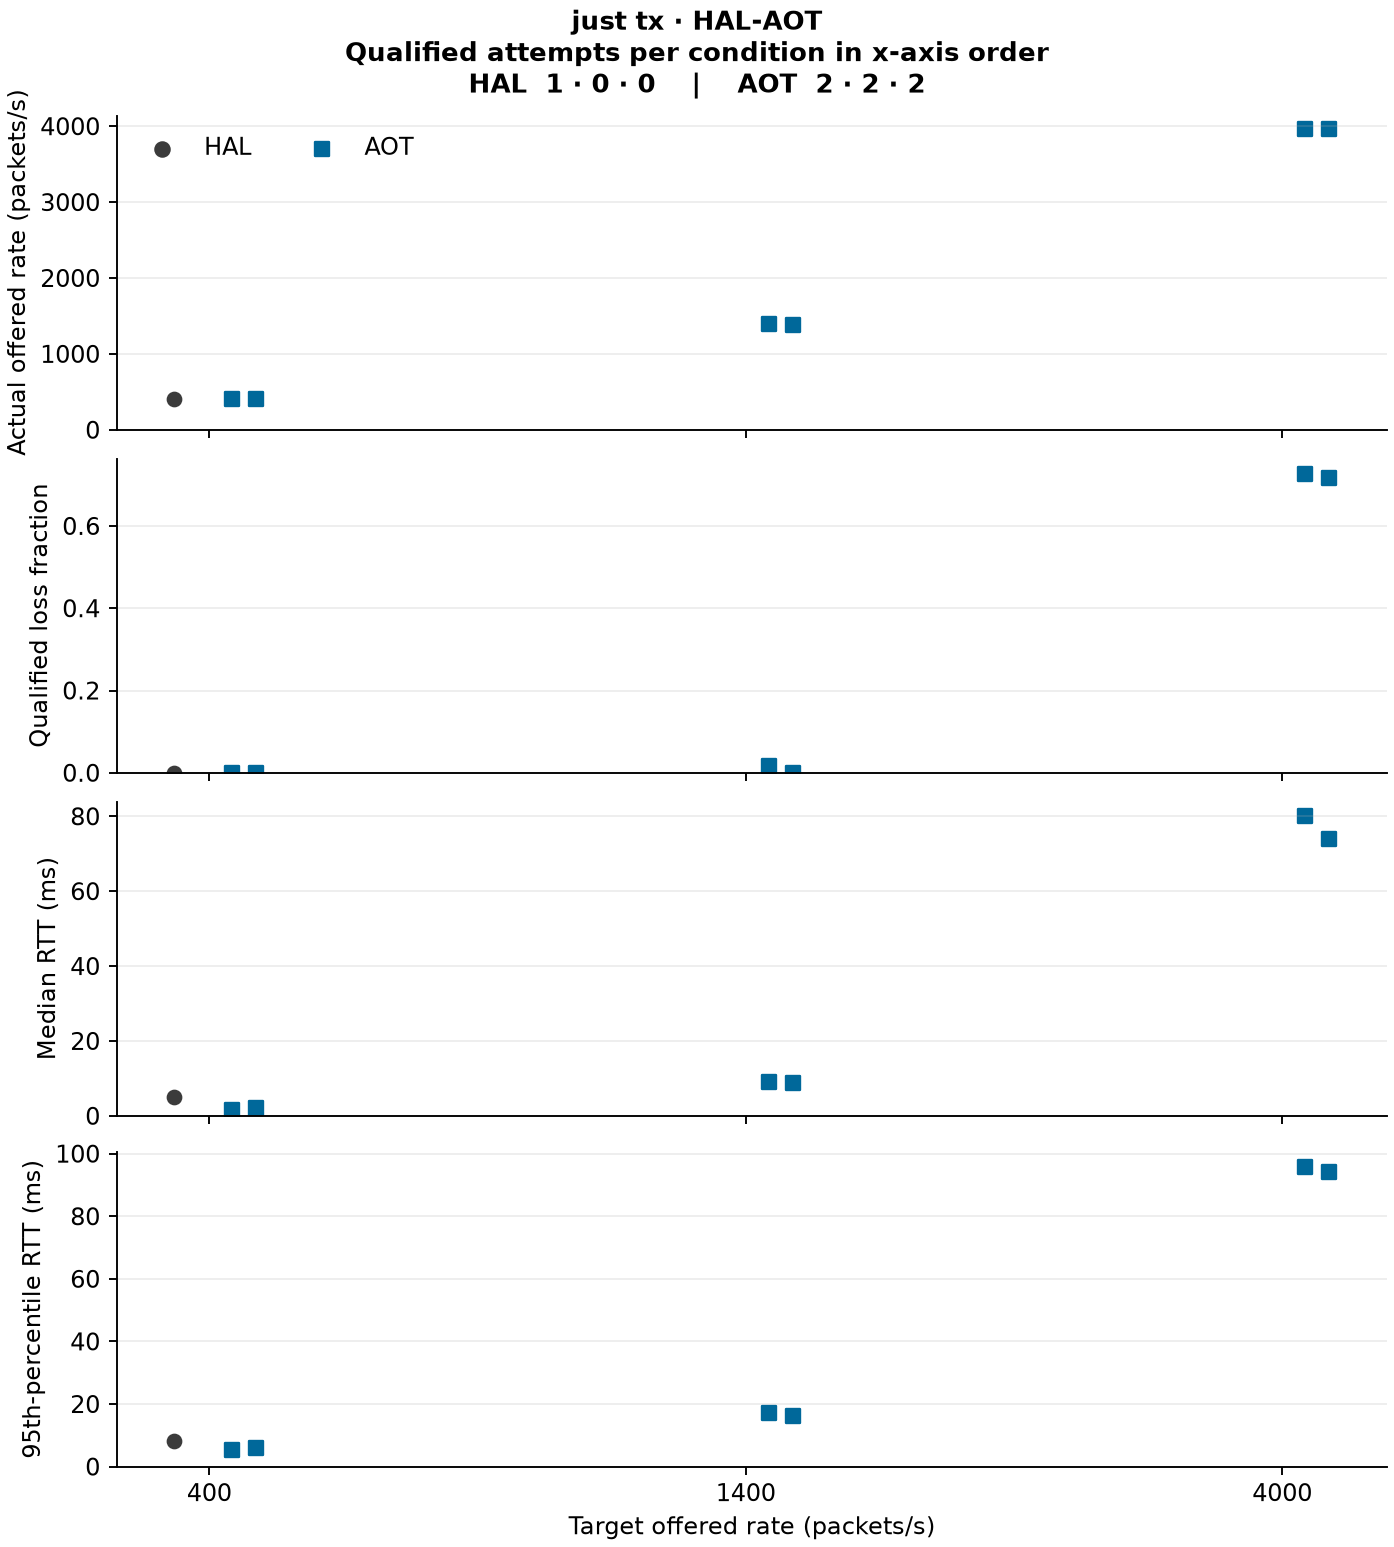 just tx · HAL-AOT
Qualified attempts per condition in x-axis order
HAL 1 · 0 · 0 | AOT 2 · 2 · 2
Actual offered rate (packets/s)
4000
3000
2000
1000
0
HAL
AOT
Qualified loss fraction
0.6
0.4
0.2
0.0
Median RTT (ms)
80
60
40
20
0
95th-percentile RTT (ms)
100
80
60
40
20
0
400
1400
4000
Target offered rate (packets/s)